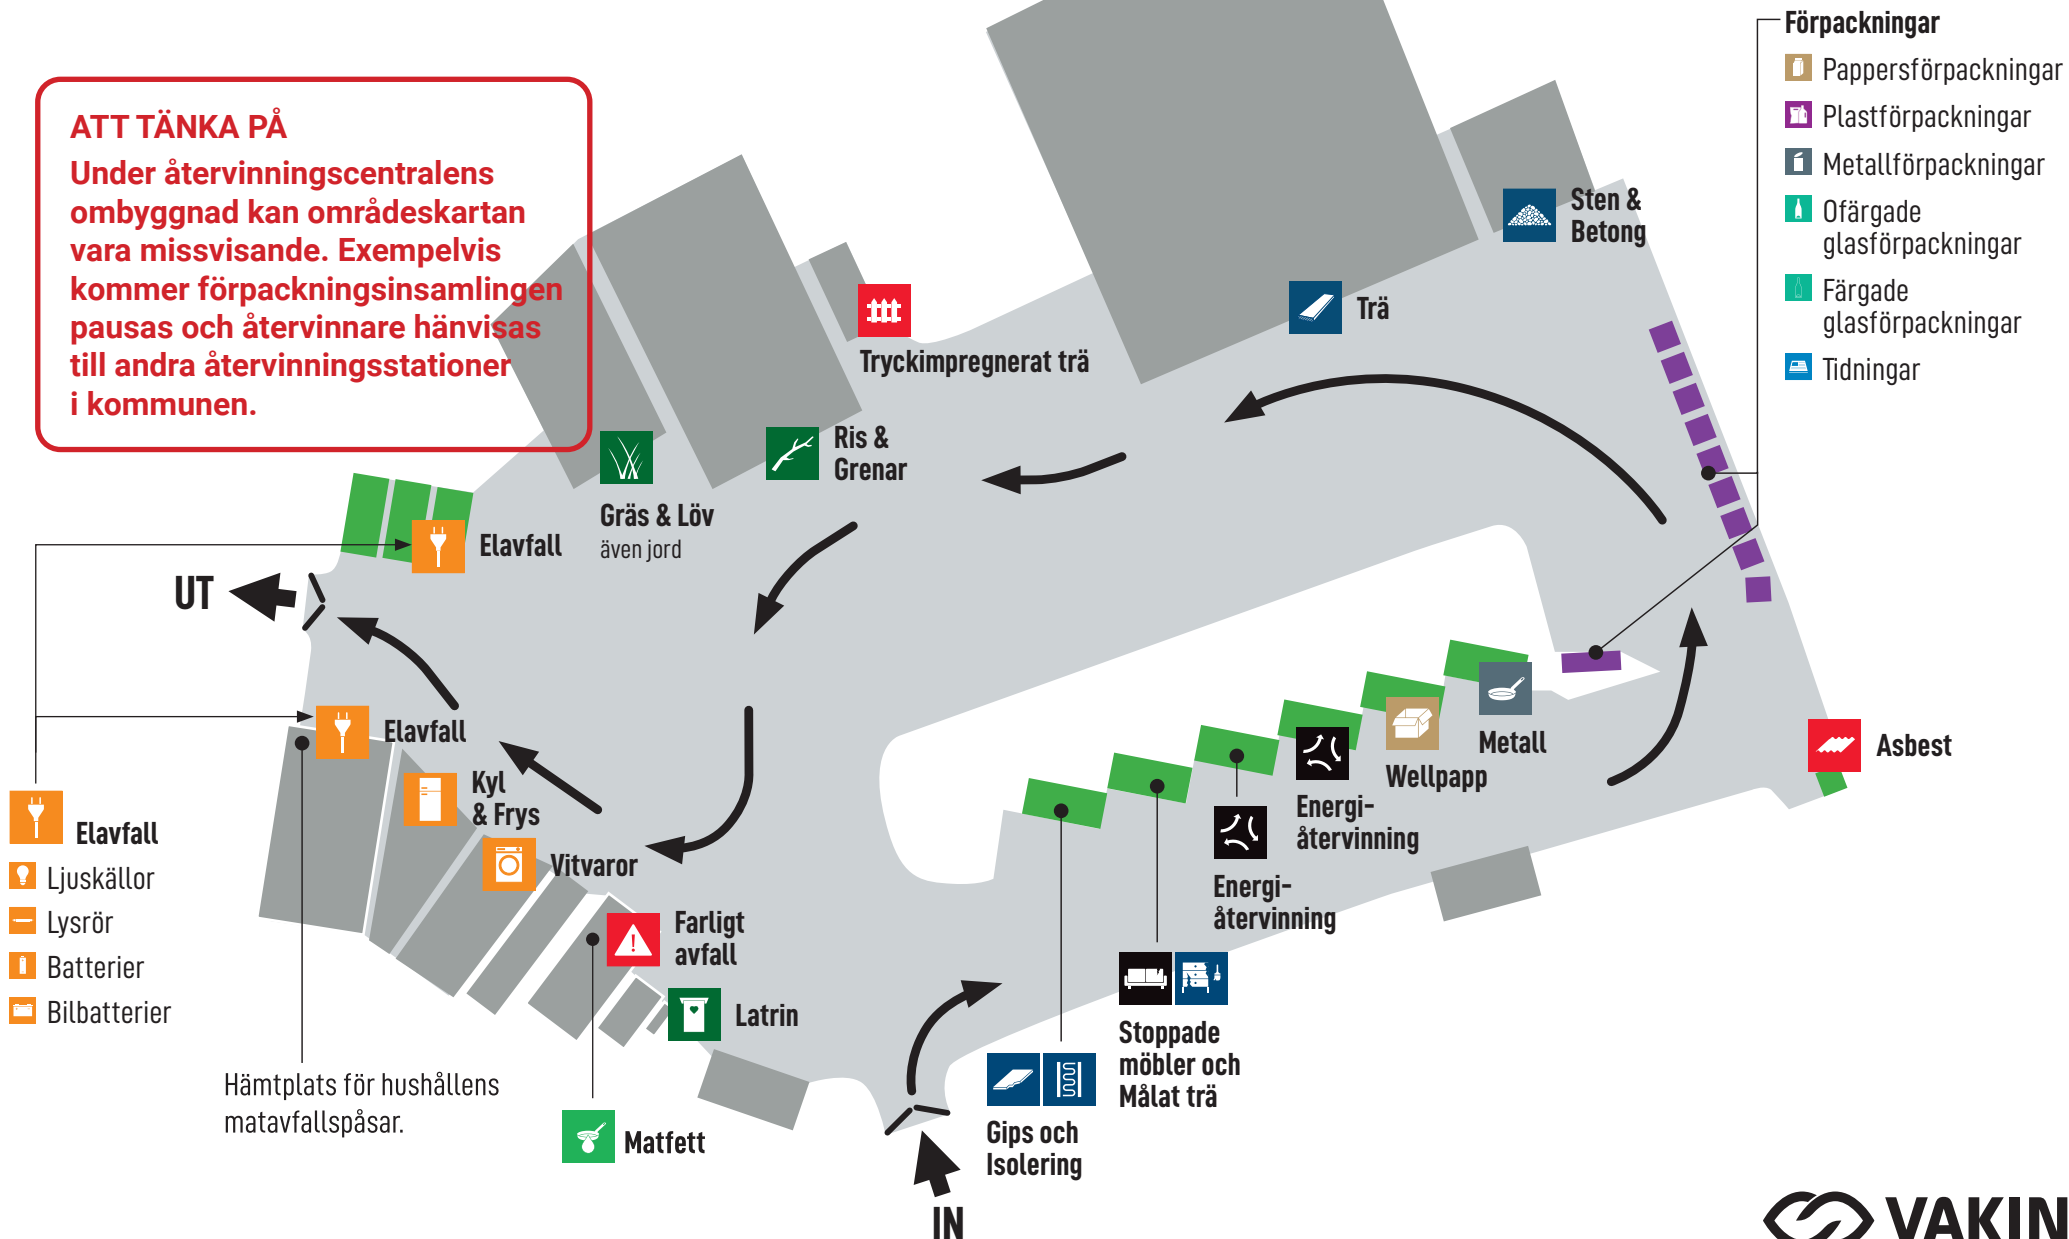 ATT TÄNKA PÅ
Under återvinningscentralens
ombyggnad kan områdeskartan
vara missvisande. Exempelvis
kommer förpackningsinsamlingen
pausas och återvinnare hänvisas
till andra återvinningsstationer
i kommunen.
Förpackningar
Pappersförpackningar
Plastförpackningar
Metallförpackningar
Ofärgade
glasförpackningar
Färgade
glasförpackningar
Tidningar
Sten &
Betong
Trä
Tryckimpregnerat trä
Ris &
Grenar
Gräs & Löv
även jord
Elavfall
UT
Elavfall
Kyl
& Frys
Vitvaror
Farligt
avfall
Latrin
Matfett
Hämtplats för hushållens
matavfallspåsar.
Elavfall
Ljuskällor
Lysrör
Batterier
Bilbatterier
Asbest
Metall
Wellpapp
Energi-
återvinning
Energi-
återvinning
Stoppade
möbler och
Målat trä
Gips och
Isolering
IN
VAKIN